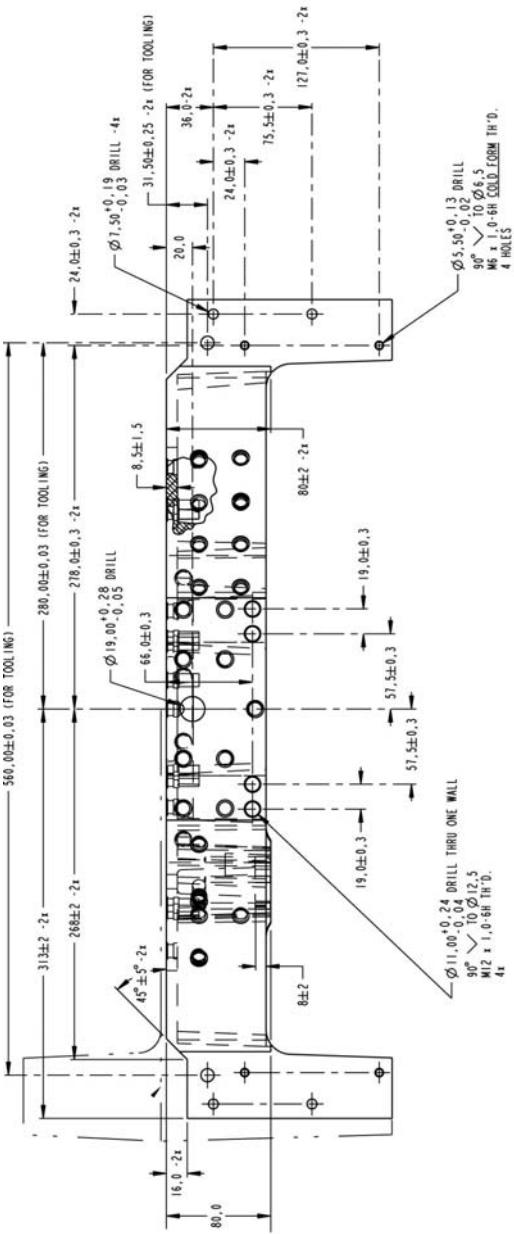 560,00±0,03 (FOR TOOLING)
280,00±0,03 (FOR TOOLING)
313±2 -2x
278,0±0,3 -2x
268±2 -2x
24,0±0,3 -2x
Ø7,50+0,19 -0,03 DRILL -4x
31,50±0,25 -2x (FOR TOOLING)
36,0-2x
20,0
24,0±0,3 -2x
75,5±0,3 -2x
127,0±0,3 -2x
Ø19,00+0,28 -0,05 DRILL
66,0±0,3
8,5±1,5
80±2 -2x
45°±5° -2x
16,0 -2x
80,0
8±2
19,0±0,3
57,5±0,3
57,5±0,3
19,0±0,3
Ø5,50+0,13 -0,02 DRILL
90° TO Ø6,5
M6 x 1,0-6H COLD FORM TH'D.
4 HOLES
Ø11,00+0,24 -0,04 DRILL THRU ONE WALL
90° TO Ø12,5
M12 x 1,0-6H TH'D.
4x